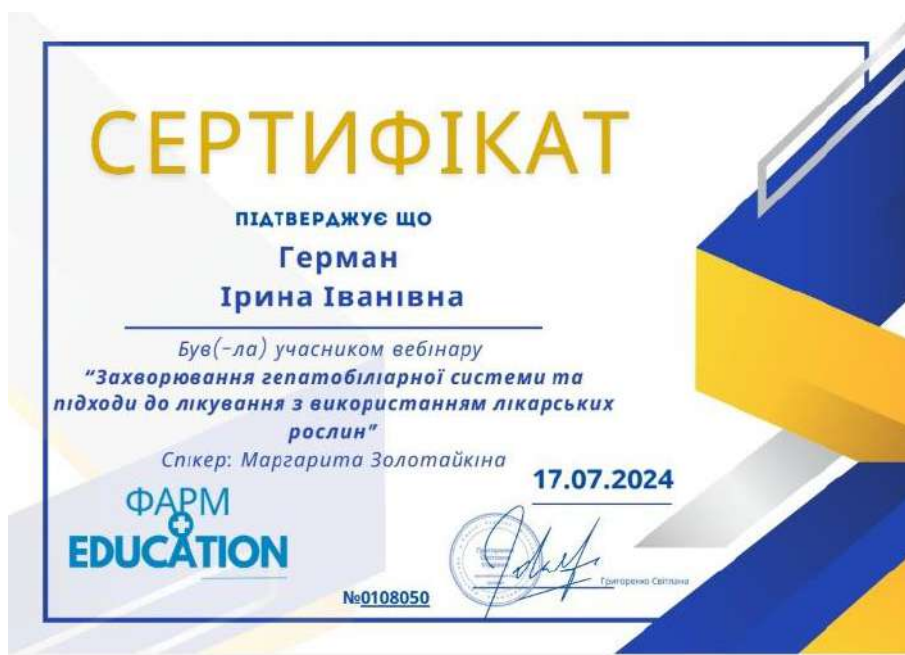 СЕРТИФІКАТ
ПІДТВЕРДЖУЄ ЩО
Герман
Ірина Іванівна
Був(-ла) учасником вебінару
“Захворювання гепатобіліарної системи та
підходи до лікування з використанням лікарських
рослин”
Спікер: Маргарита Золотайкіна
17.07.2024
ФАРМ
EDUCATION
Григоренко Світлана
№0108050